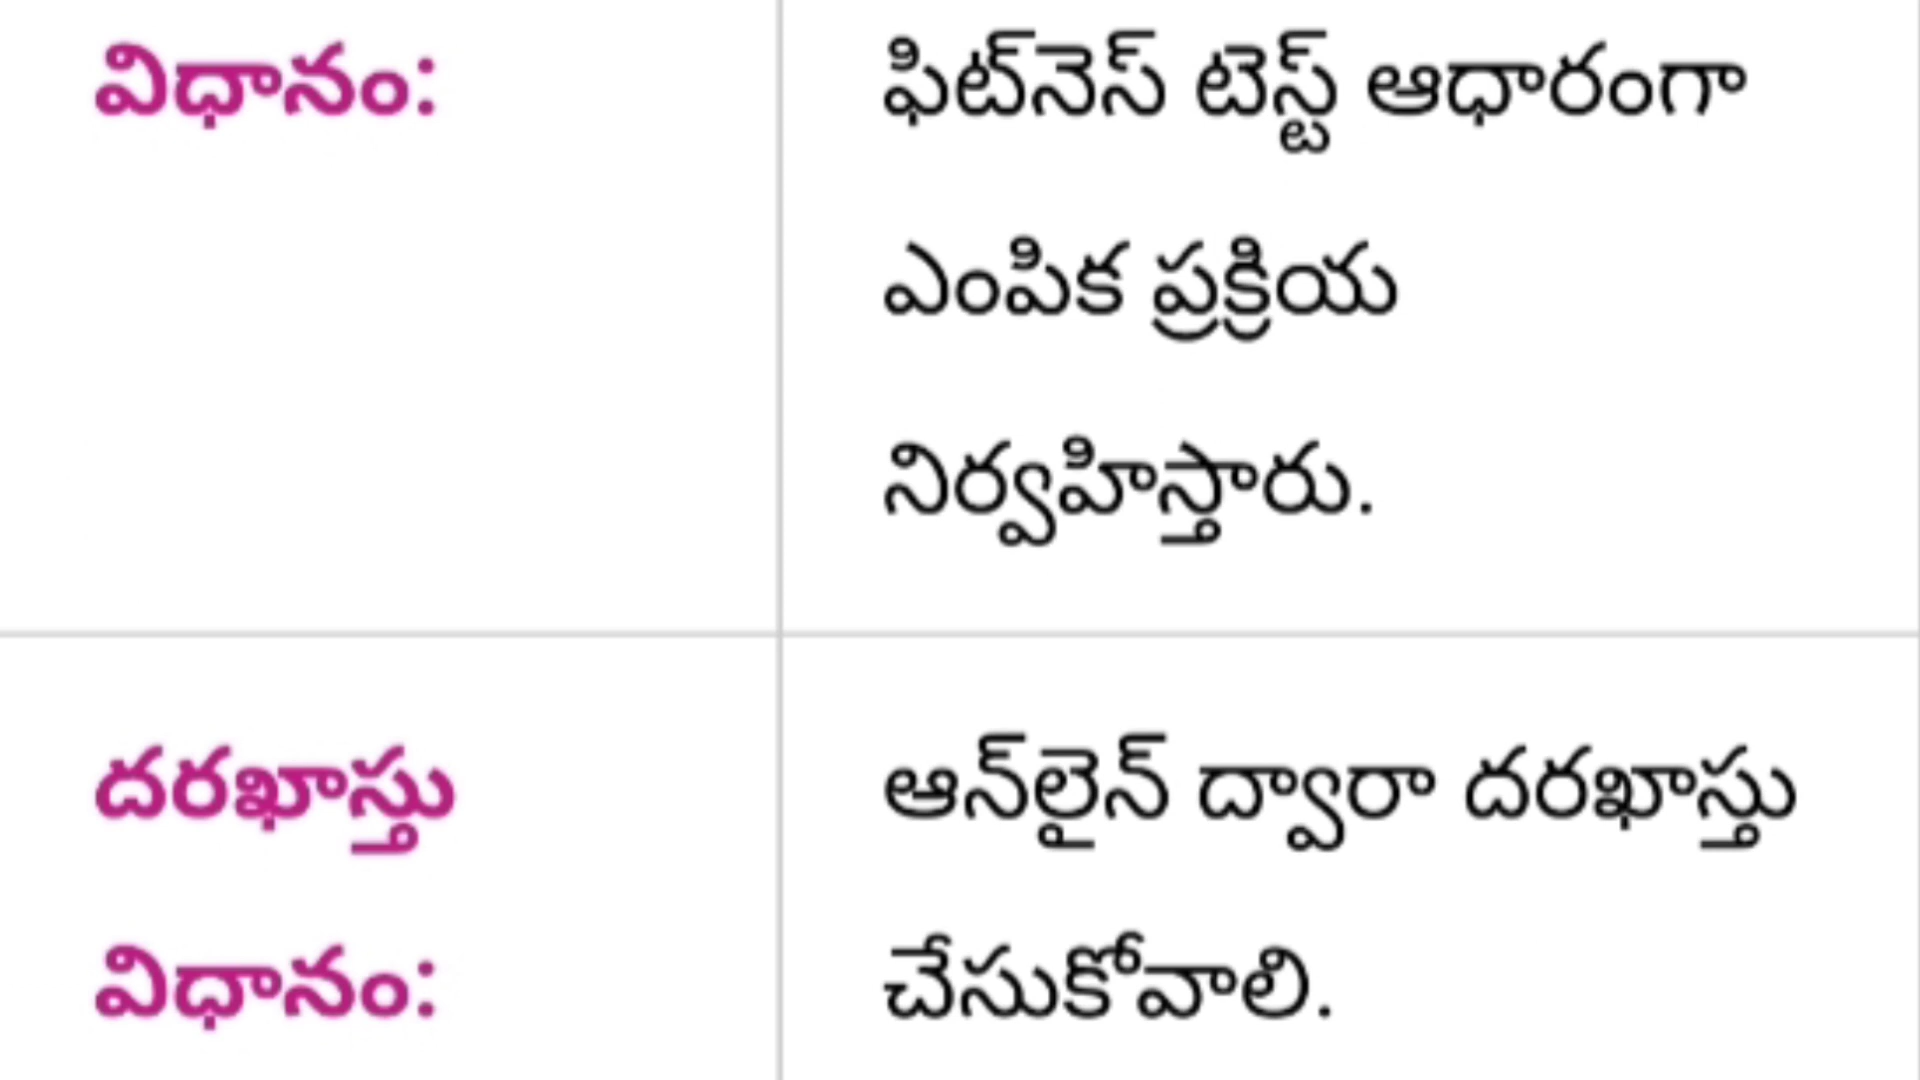 విధానం:
ఫిట్‌నెస్ టెస్ట్ ఆధారంగా
ఎంపిక ప్రక్రియ
నిర్వహిస్తారు.
దరఖాస్తు
విధానం:
ఆన్‌లైన్ ద్వారా దరఖాస్తు
చేసుకోవాలి.